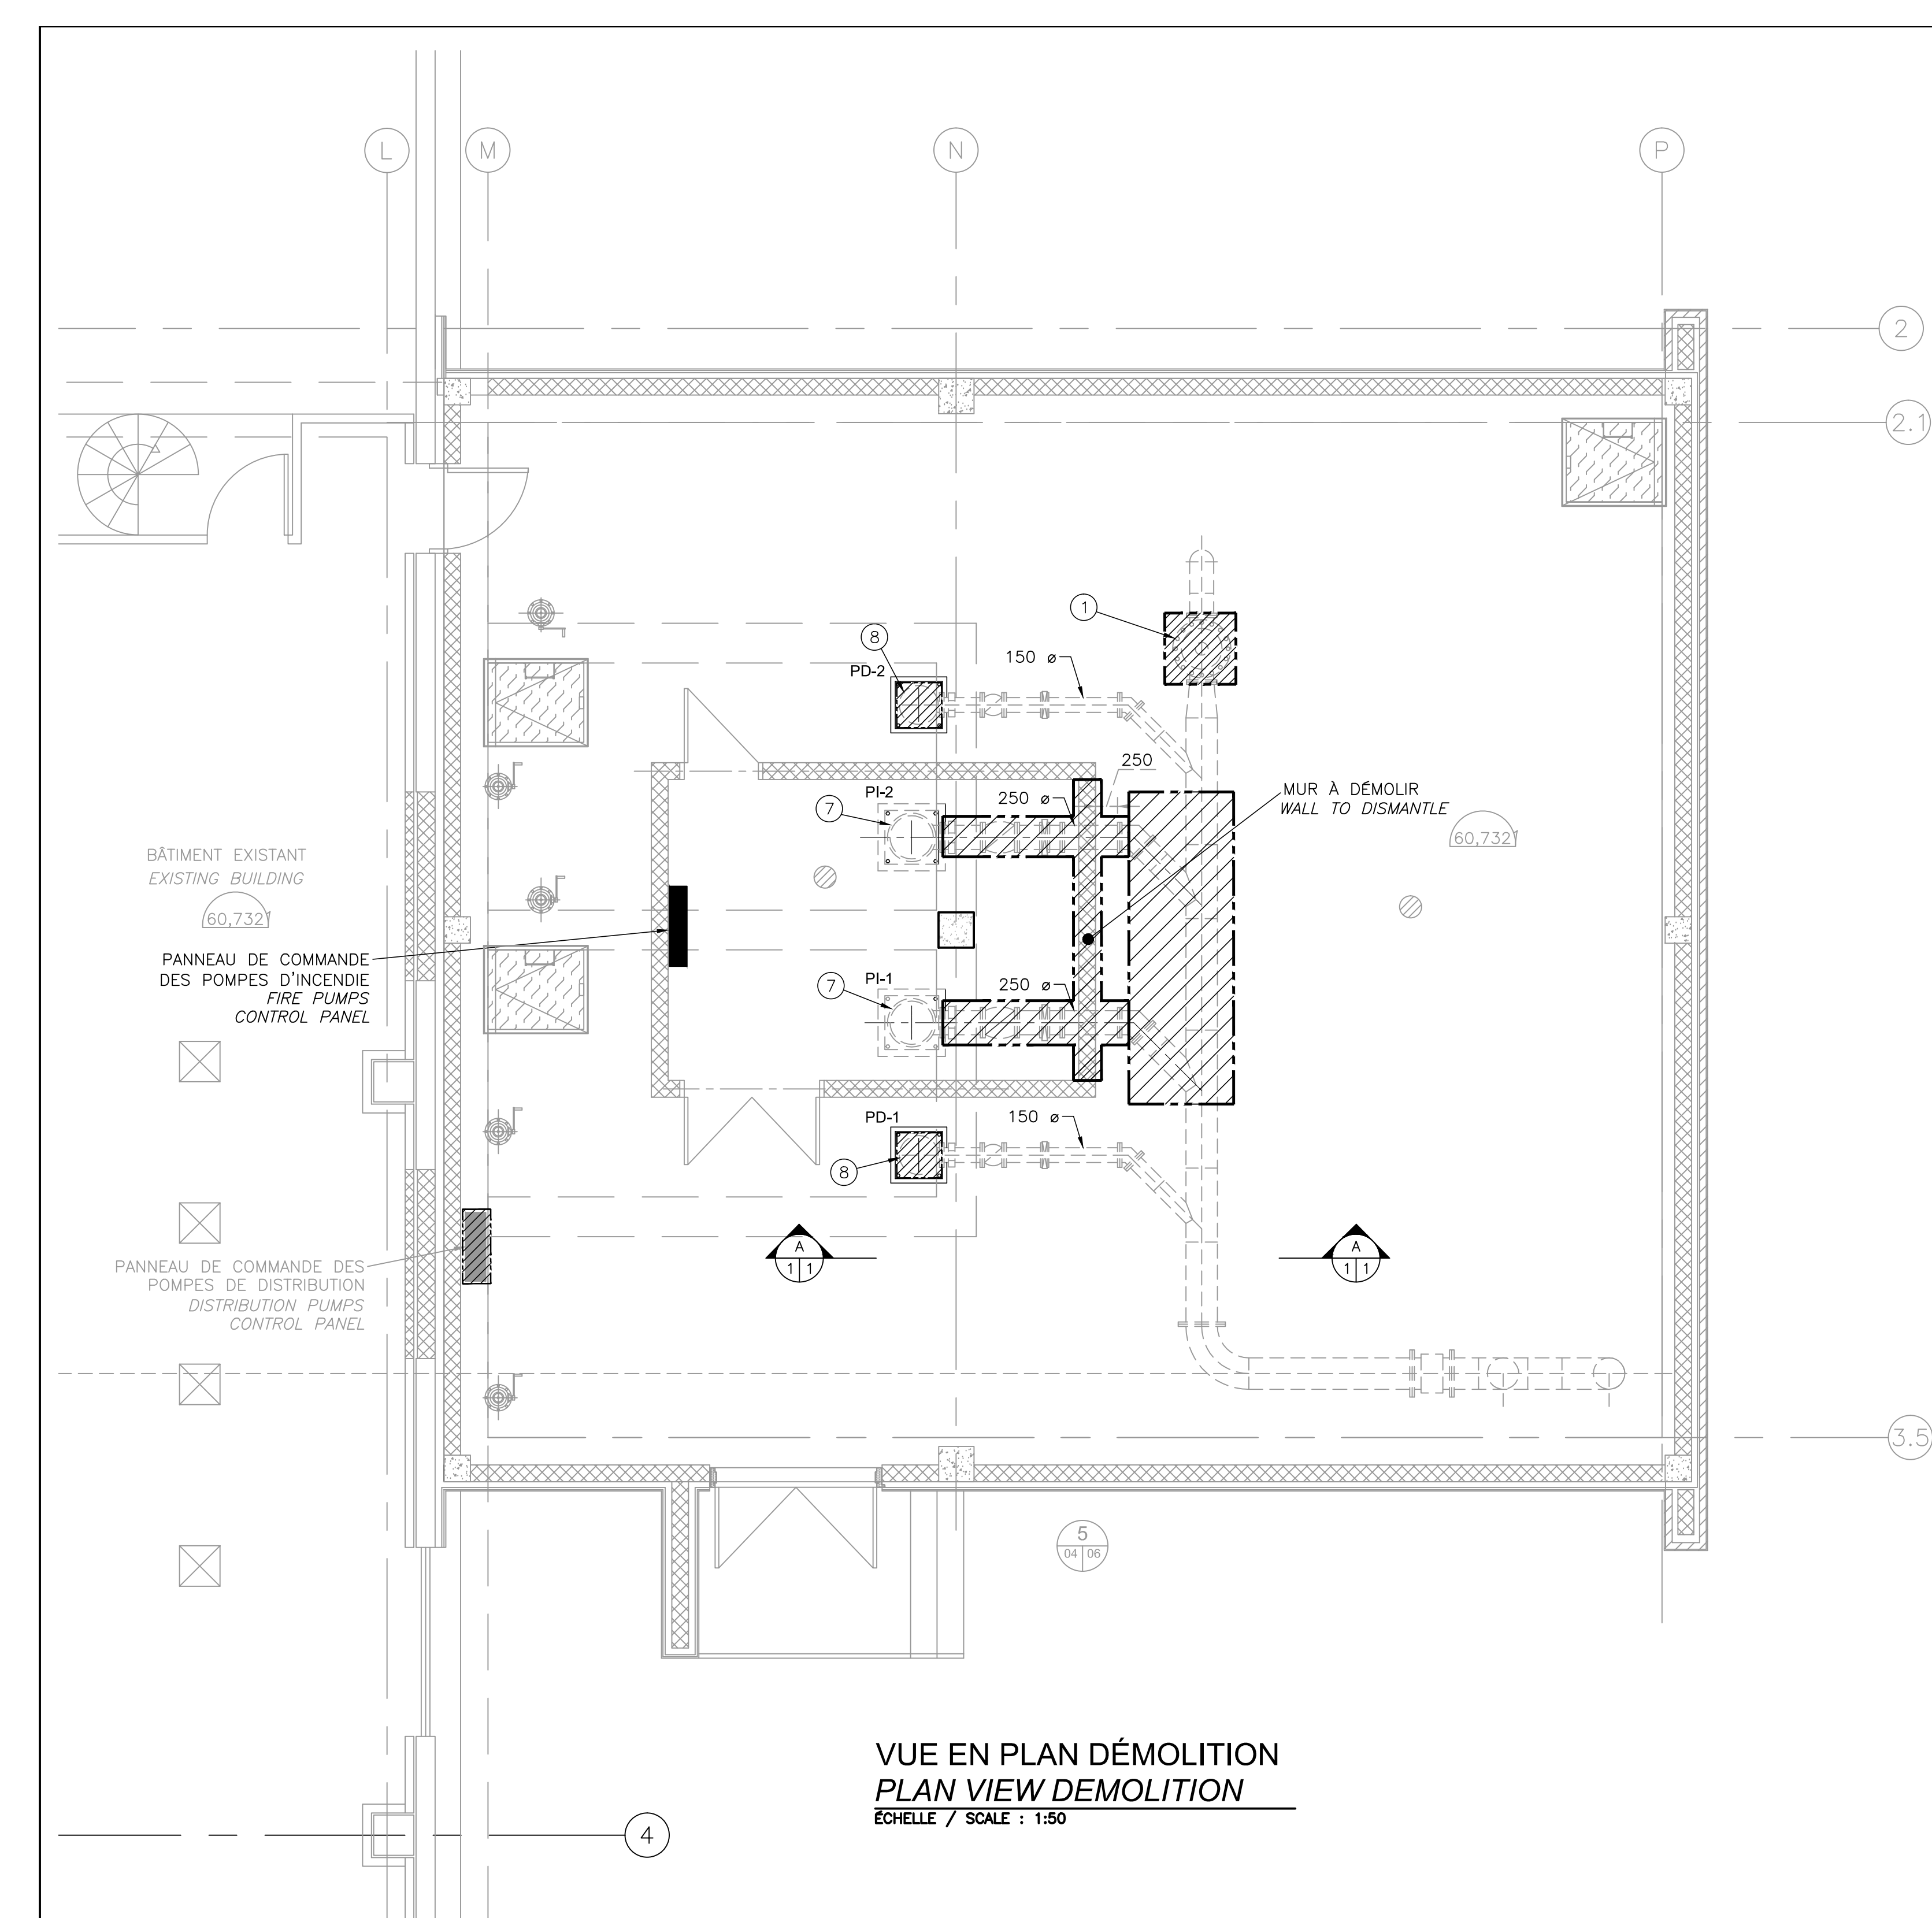 L
M
N
P
2
2.1
1
8
PD-2
150 ø
250
PI-2
250 ø
7
MUR À DÉMOLIR
WALL TO DISMANTLE
60,732
BÂTIMENT EXISTANT
EXISTING BUILDING
60,732
PANNEAU DE COMMANDE
DES POMPES D'INCENDIE
FIRE PUMPS
CONTROL PANEL
PI-1
7
250 ø
PD-1
150 ø
8
A
1 1
A
1 1
PANNEAU DE COMMANDE DES
POMPES DE DISTRIBUTION
DISTRIBUTION PUMPS
CONTROL PANEL
3.5
5
04 06
VUE EN PLAN DÉMOLITION
PLAN VIEW DEMOLITION
ÉCHELLE / SCALE : 1:50
4